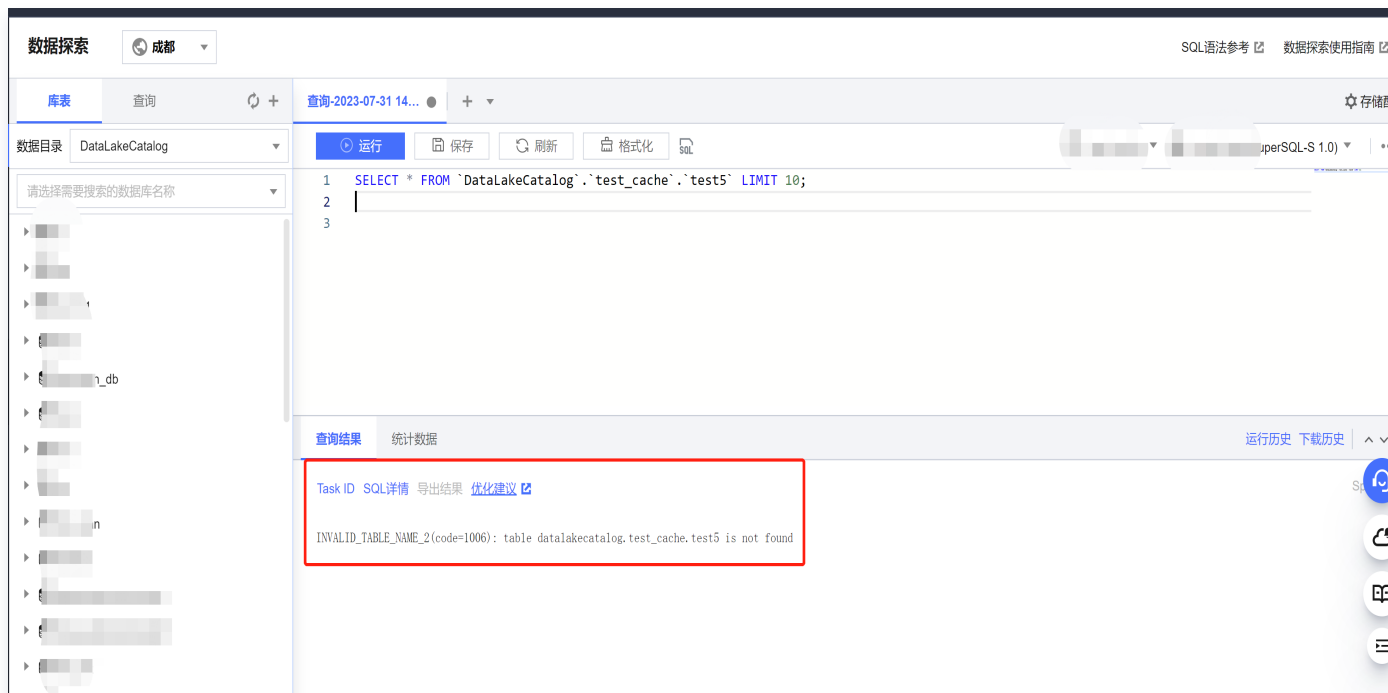 数据探索
成都
SQL语法参考
数据探索使用指南
库表
查询
查询-2023-07-31 14...
数据目录
DataLakeCatalog
运行
保存
刷新
格式化
SQL
uperSQL-S 1.0)
请选择需要搜索的数据库名称
1 SELECT * FROM `DataLakeCatalog`.`test_cache`.`test5` LIMIT 10;
2
3
_db
查询结果
统计数据
运行历史 下载历史
Task ID SQL详情 导出结果 优化建议
INVALID_TABLE_NAME_2(code=1006): table datalakecatalog.test_cache.test5 is not found